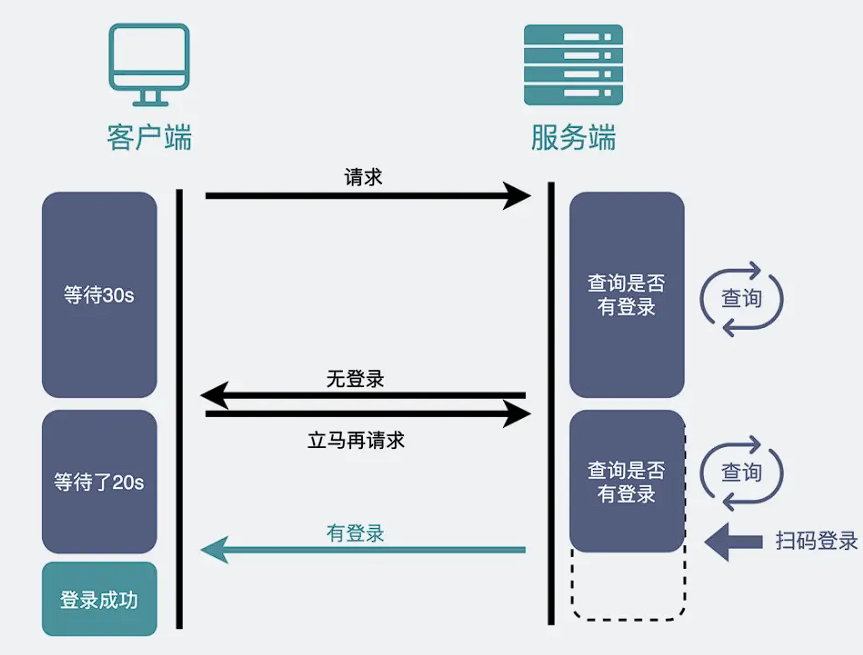 客户端
服务端
请求
等待30s
查询是否
有登录
查询
无登录
立马再请求
等待了20s
查询是否
有登录
查询
有登录
扫码登录
登录成功